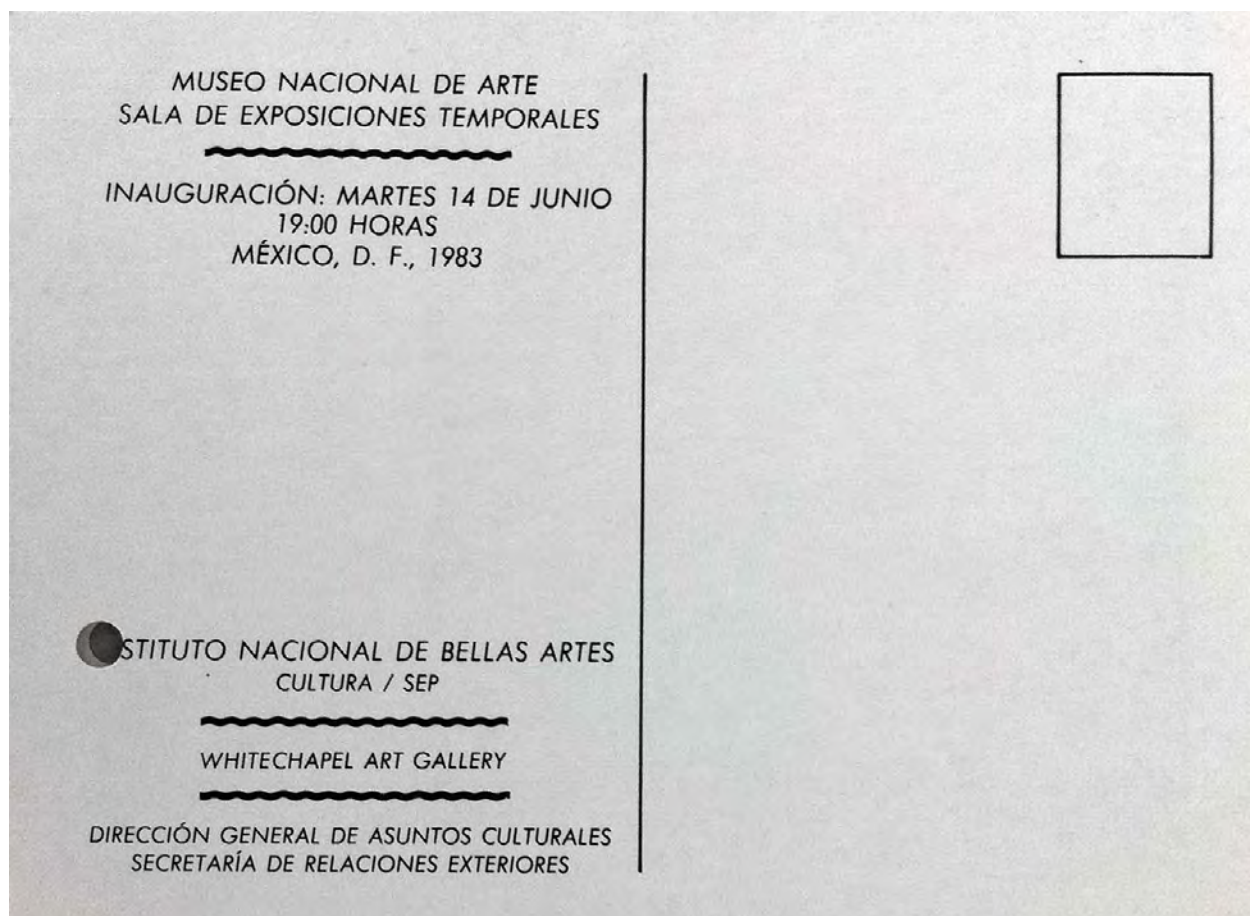 MUSEO NACIONAL DE ARTE
SALA DE EXPOSICIONES TEMPORALES
INAUGURACIÓN: MARTES 14 DE JUNIO
19:00 HORAS
MÉXICO, D. F., 1983
STITUTO NACIONAL DE BELLAS ARTES
CULTURA / SEP
WHITECHAPEL ART GALLERY
DIRECCIÓN GENERAL DE ASUNTOS CULTURALES
SECRETARÍA DE RELACIONES EXTERIORES